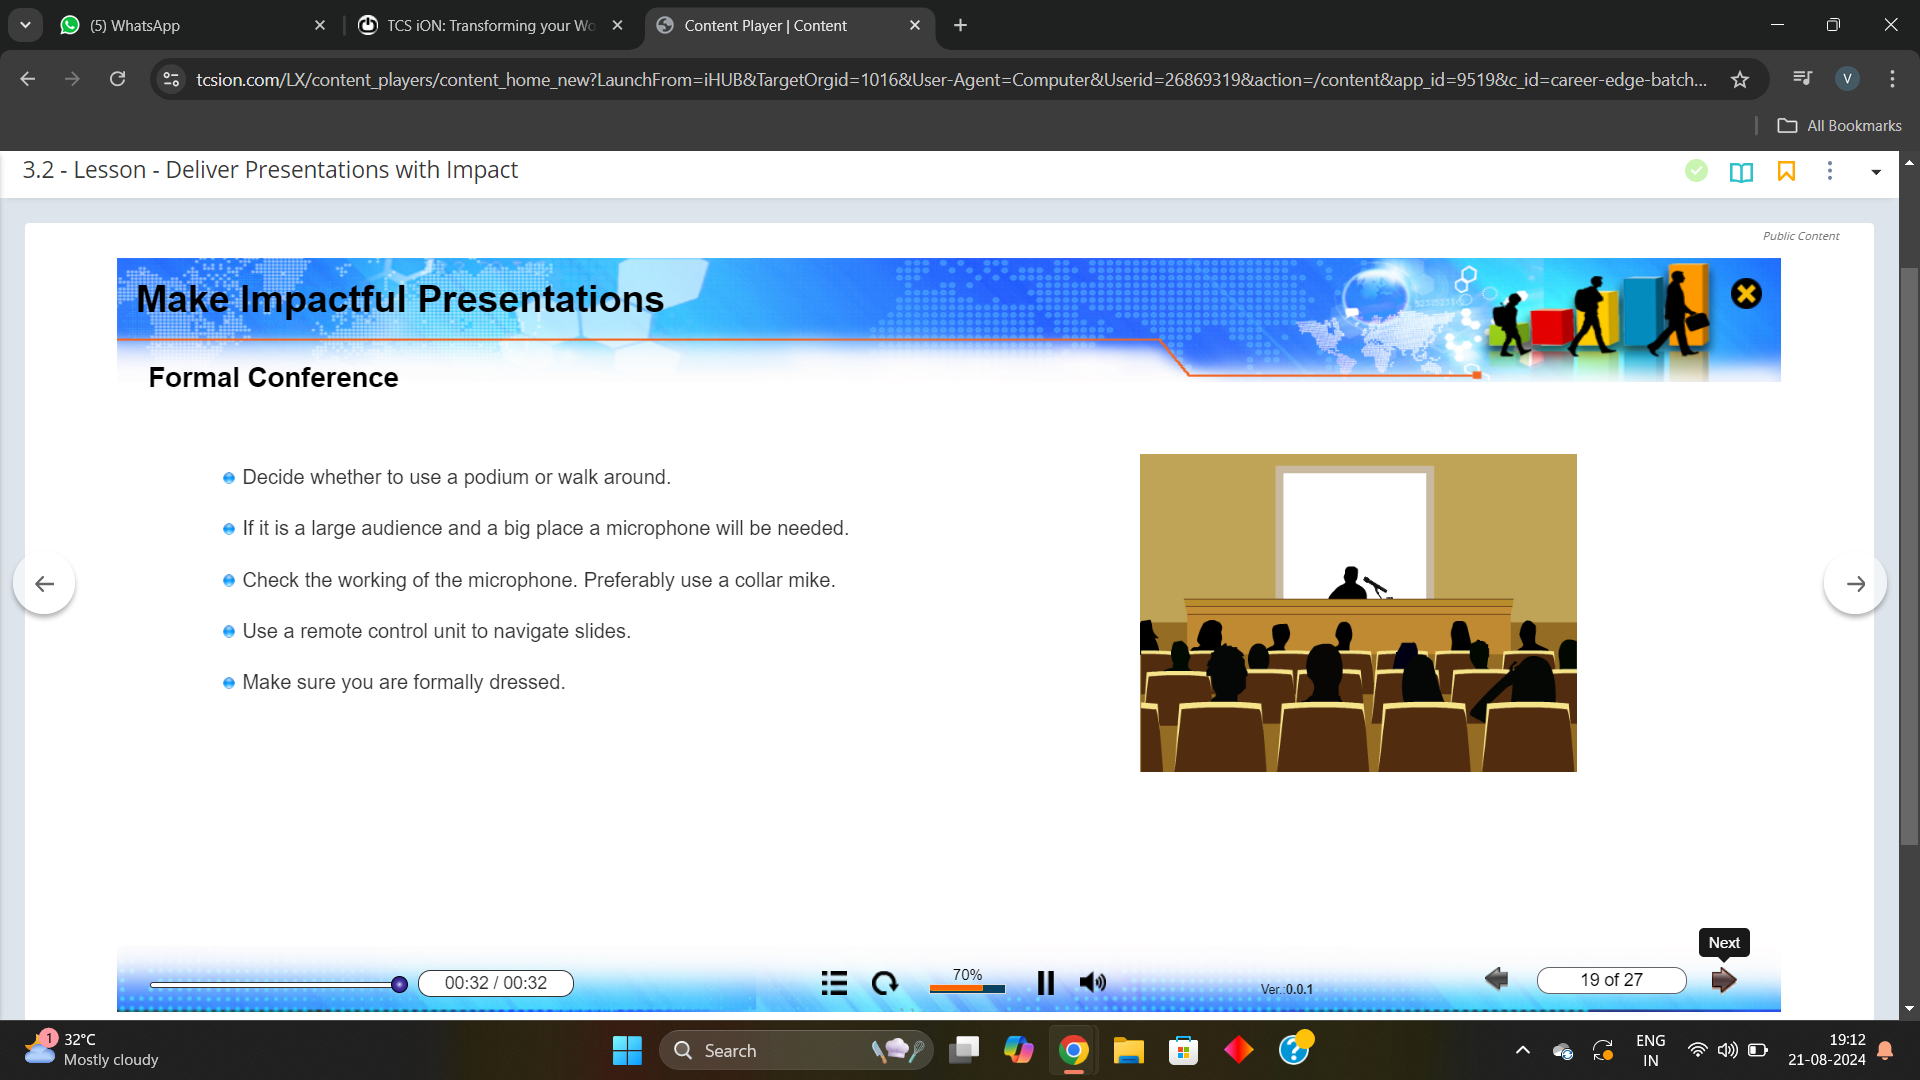 (5) WhatsApp
TCS iON: Transforming your Wo
Content Player | Content
tcsion.com/LX/content_players/content_home_new?LaunchFrom=iHUB&TargetOrgid=1016&User-Agent=Computer&Userid=26869319&action=/content&app_id=9519&c_id=career-edge-batch...
V
All Bookmarks
3.2 - Lesson - Deliver Presentations with Impact
Public Content
Make Impactful Presentations
Formal Conference
Decide whether to use a podium or walk around.
If it is a large audience and a big place a microphone will be needed.
Check the working of the microphone. Preferably use a collar mike.
Use a remote control unit to navigate slides.
Make sure you are formally dressed.
Next
00:32 / 00:32
70%
Ver.:0.0.1
19 of 27
1
32°C
Mostly cloudy
Search
ENG
IN
19:12
21-08-2024